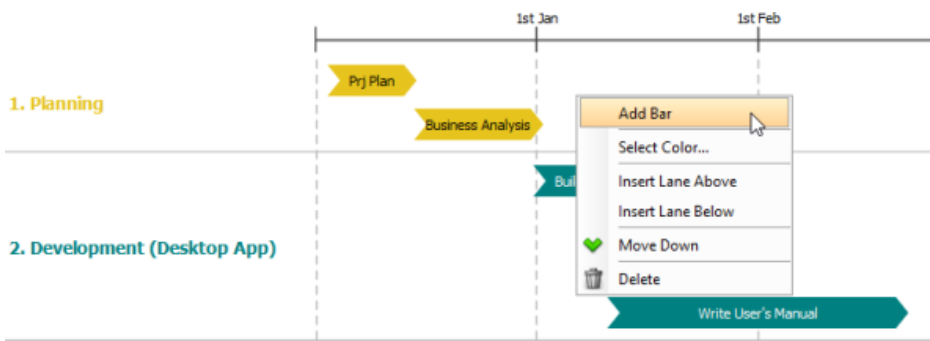 1st Jan
1st Feb
Prj Plan
1. Planning
Business Analysis
Add Bar
Select Color...
Insert Lane Above
Insert Lane Below
2. Development (Desktop App)
Move Down
Delete
Write User's Manual